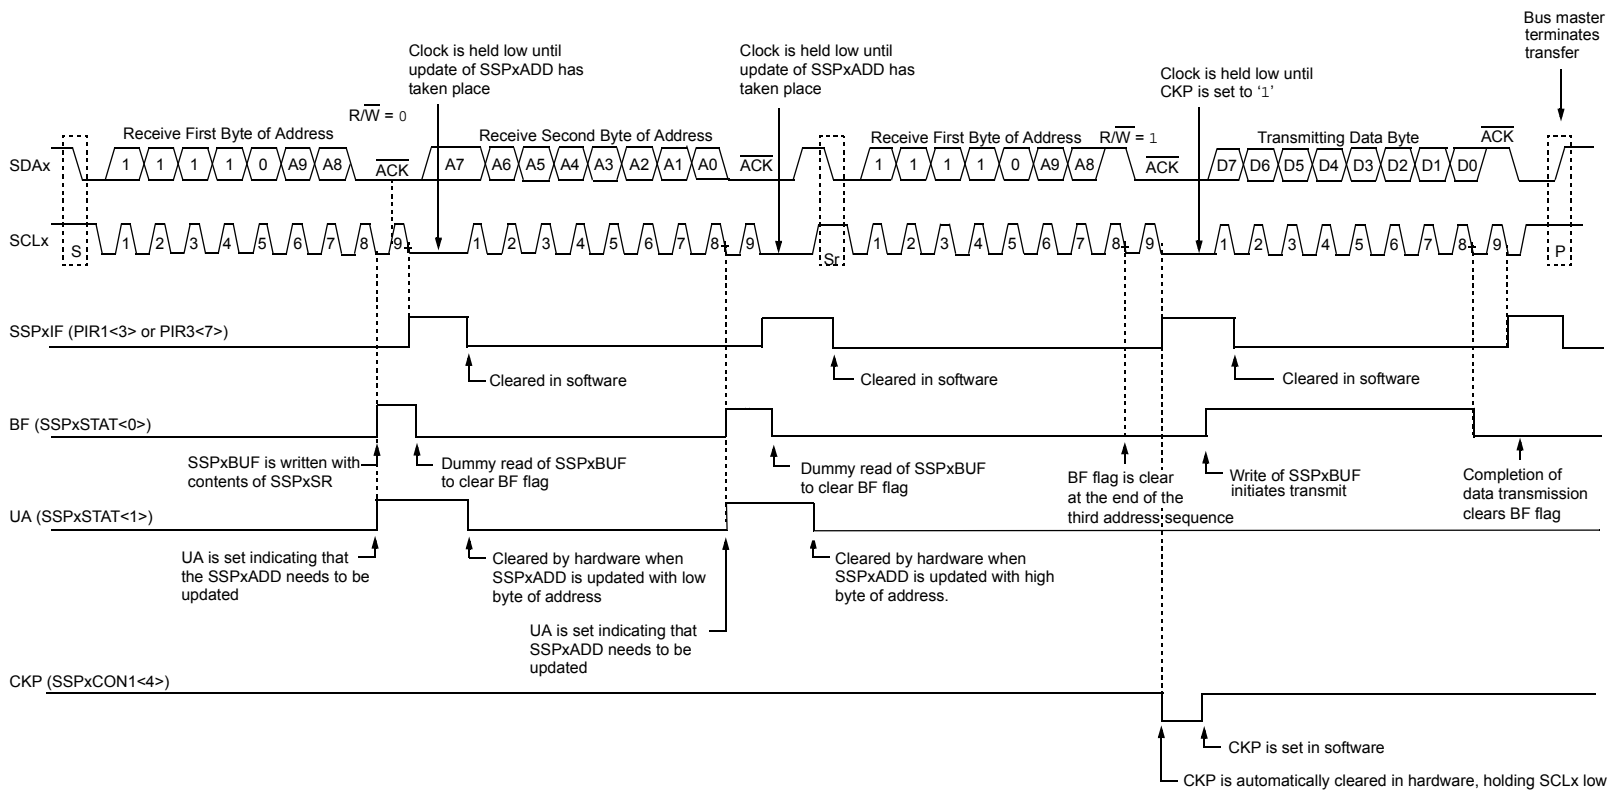 Bus master
terminates
transfer
Clock is held low until
update of SSPxADD has
taken place
Clock is held low until
update of SSPxADD has
taken place
Clock is held low until
CKP is set to ‘1’
R/W = 0
Receive First Byte of Address
Receive Second Byte of Address
Receive First Byte of Address
R/W = 1
Transmitting Data Byte
ACK
SDAx
1 1 1 1 0 A9 A8
ACK
A7 A6 A5 A4 A3 A2 A1 A0
ACK
1 1 1 1 0 A9 A8
ACK
D7 D6 D5 D4 D3 D2 D1 D0
SCLx
S
1 2 3 4 5 6 7 8 9
1 2 3 4 5 6 7 8 9
Sr
1 2 3 4 5 6 7 8 9
1 2 3 4 5 6 7 8 9
P
SSPxIF (PIR1<3> or PIR3<7>)
Cleared in software
Cleared in software
Cleared in software
BF (SSPxSTAT<0>)
SSPxBUF is written with
contents of SSPxSR
Dummy read of SSPxBUF
to clear BF flag
Dummy read of SSPxBUF
to clear BF flag
BF flag is clear
at the end of the
third address sequence
Write of SSPxBUF
initiates transmit
Completion of
data transmission
clears BF flag
UA (SSPxSTAT<1>)
UA is set indicating that
the SSPxADD needs to be
updated
Cleared by hardware when
SSPxADD is updated with low
byte of address
UA is set indicating that
SSPxADD needs to be
updated
Cleared by hardware when
SSPxADD is updated with high
byte of address.
CKP (SSPxCON1<4>)
CKP is set in software
CKP is automatically cleared in hardware, holding SCLx low